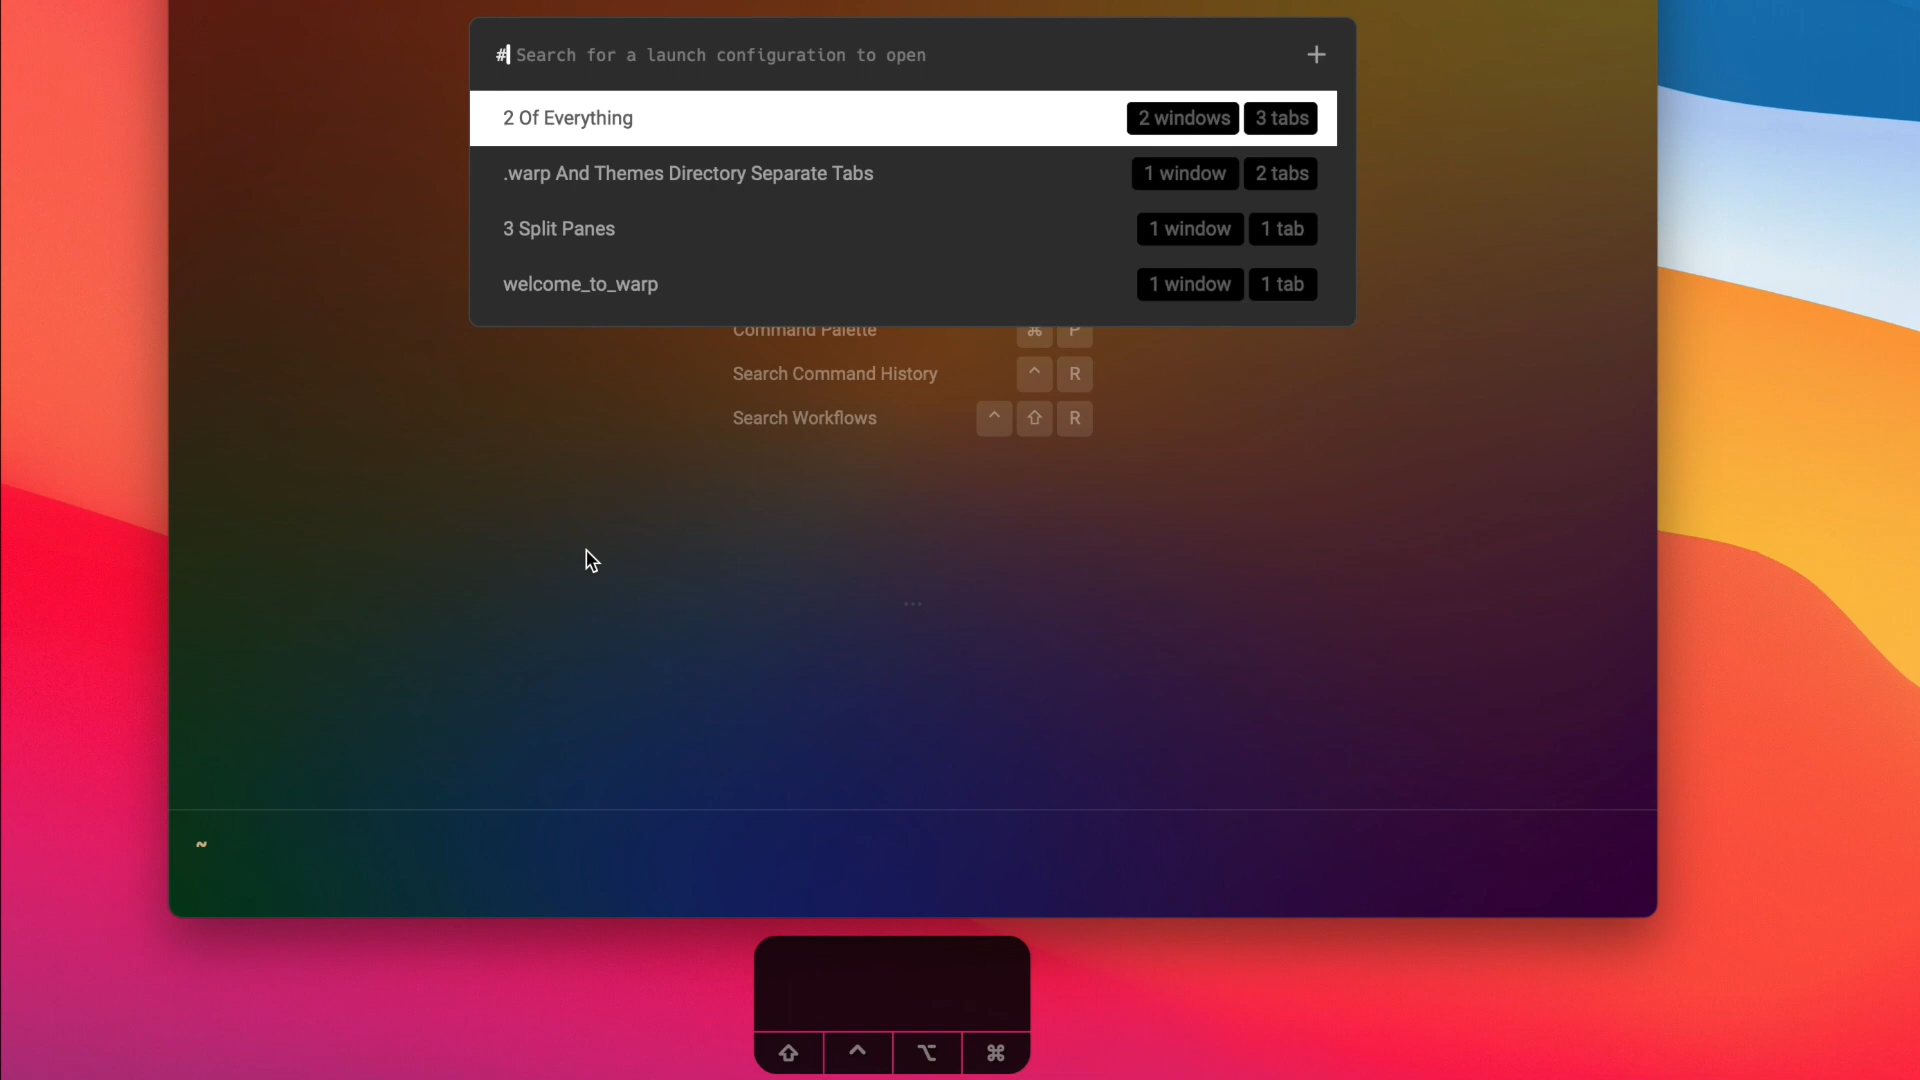 # Search for a launch configuration to open +
2 Of Everything 2 windows 3 tabs
.warp And Themes Directory Separate Tabs 1 window 2 tabs
3 Split Panes 1 window 1 tab
welcome_to_warp 1 window 1 tab
Command Palette ⌘ P
Search Command History ^ R
Search Workflows ^ ⇧ R
...
~
⇧ ^ ⌥ ⌘